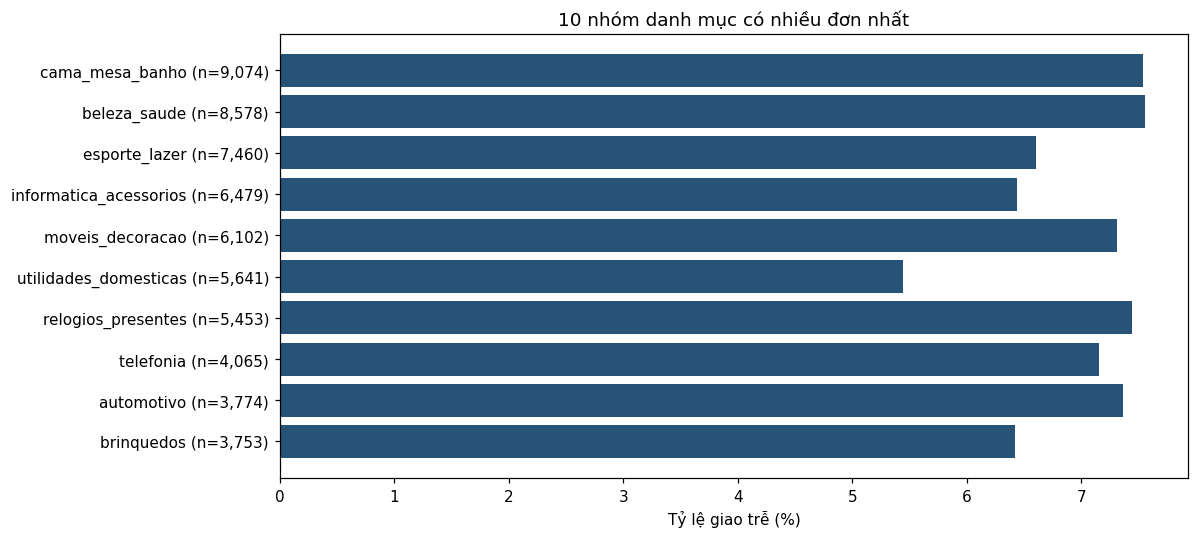 10 nhóm danh mục có nhiều đơn nhất
cama_mesa_banho (n=9,074)
beleza_saude (n=8,578)
esporte_lazer (n=7,460)
informatica_acessorios (n=6,479)
moveis_decoracao (n=6,102)
utilidades_domesticas (n=5,641)
relogios_presentes (n=5,453)
telefonia (n=4,065)
automotivo (n=3,774)
brinquedos (n=3,753)
0 1 2 3 4 5 6 7
Tỷ lệ giao trễ (%)